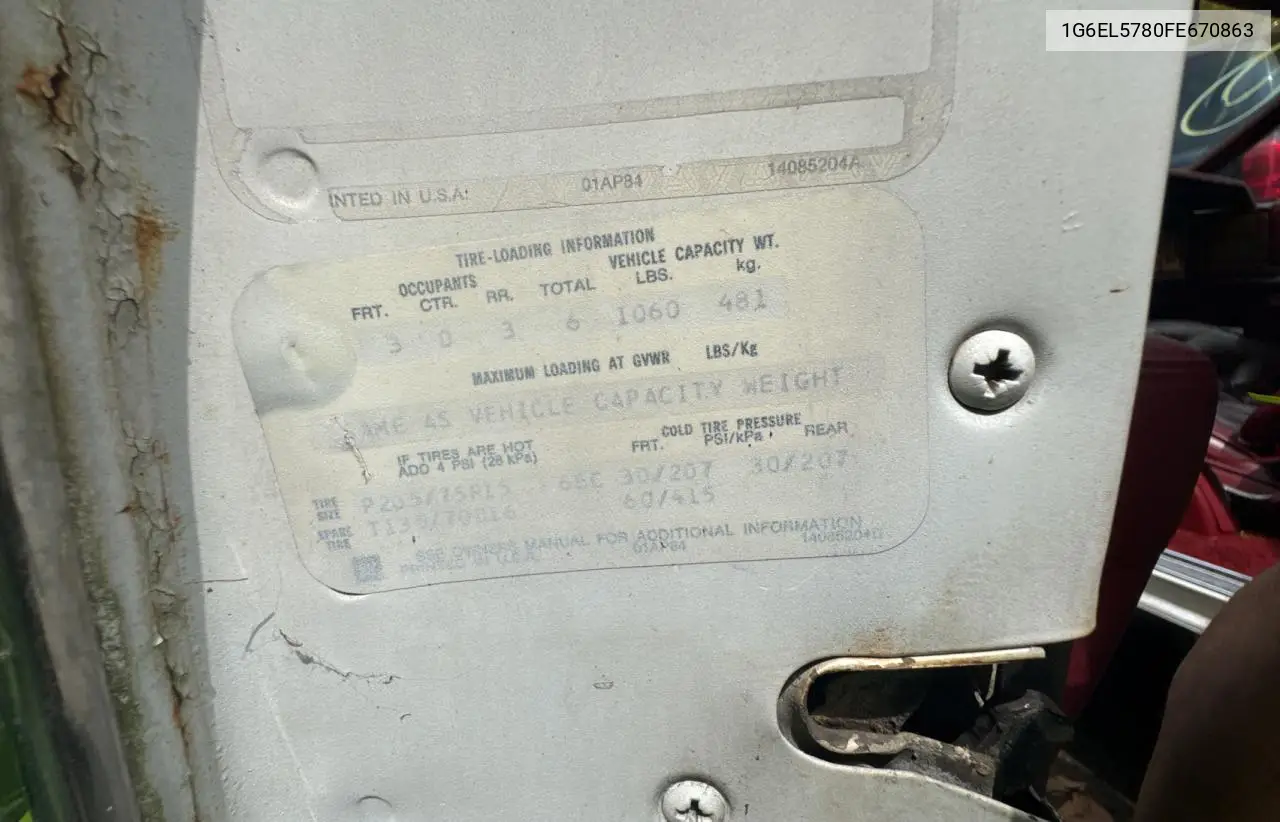 1G6EL5780FE670863
INTED IN U.S.A. 01AP84 14085204A
TIRE-LOADING INFORMATION
OCCUPANTS VEHICLE CAPACITY WT.
FRT. CTR. RR. TOTAL LBS. kg.
3 0 3 6 1060 481
MAXIMUM LOADING AT GVWR LBS/Kg
AME AS VEHICLE CAPACITY WEIGHT
IF TIRES ARE HOT
ADD 4 PSI (28 KPa)
COLD TIRE PRESSURE
FRT. PSI/kPa REAR
TIRE SIZE P205/75R15 30/207 30/207
SPARE TIRE 60/415
SEE OWNERS MANUAL FOR ADDITIONAL INFORMATION
PRINTED IN U.S.A. 01AP84